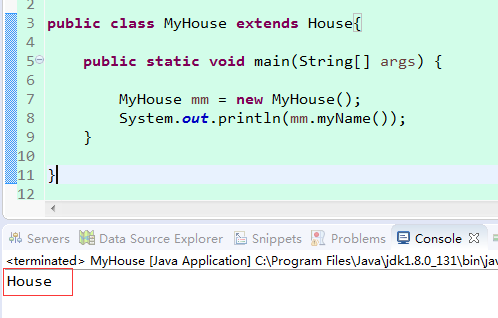 2
3 public class MyHouse extends House{
4
5 public static void main(String[] args) {
6
7 MyHouse mm = new MyHouse();
8 System.out.println(mm.myName());
9 }
10
11 }
12
Servers Data Source Explorer Snippets Problems Console
<terminated> MyHouse [Java Application] C:\Program Files\Java\jdk1.8.0_131\bin\jav
House